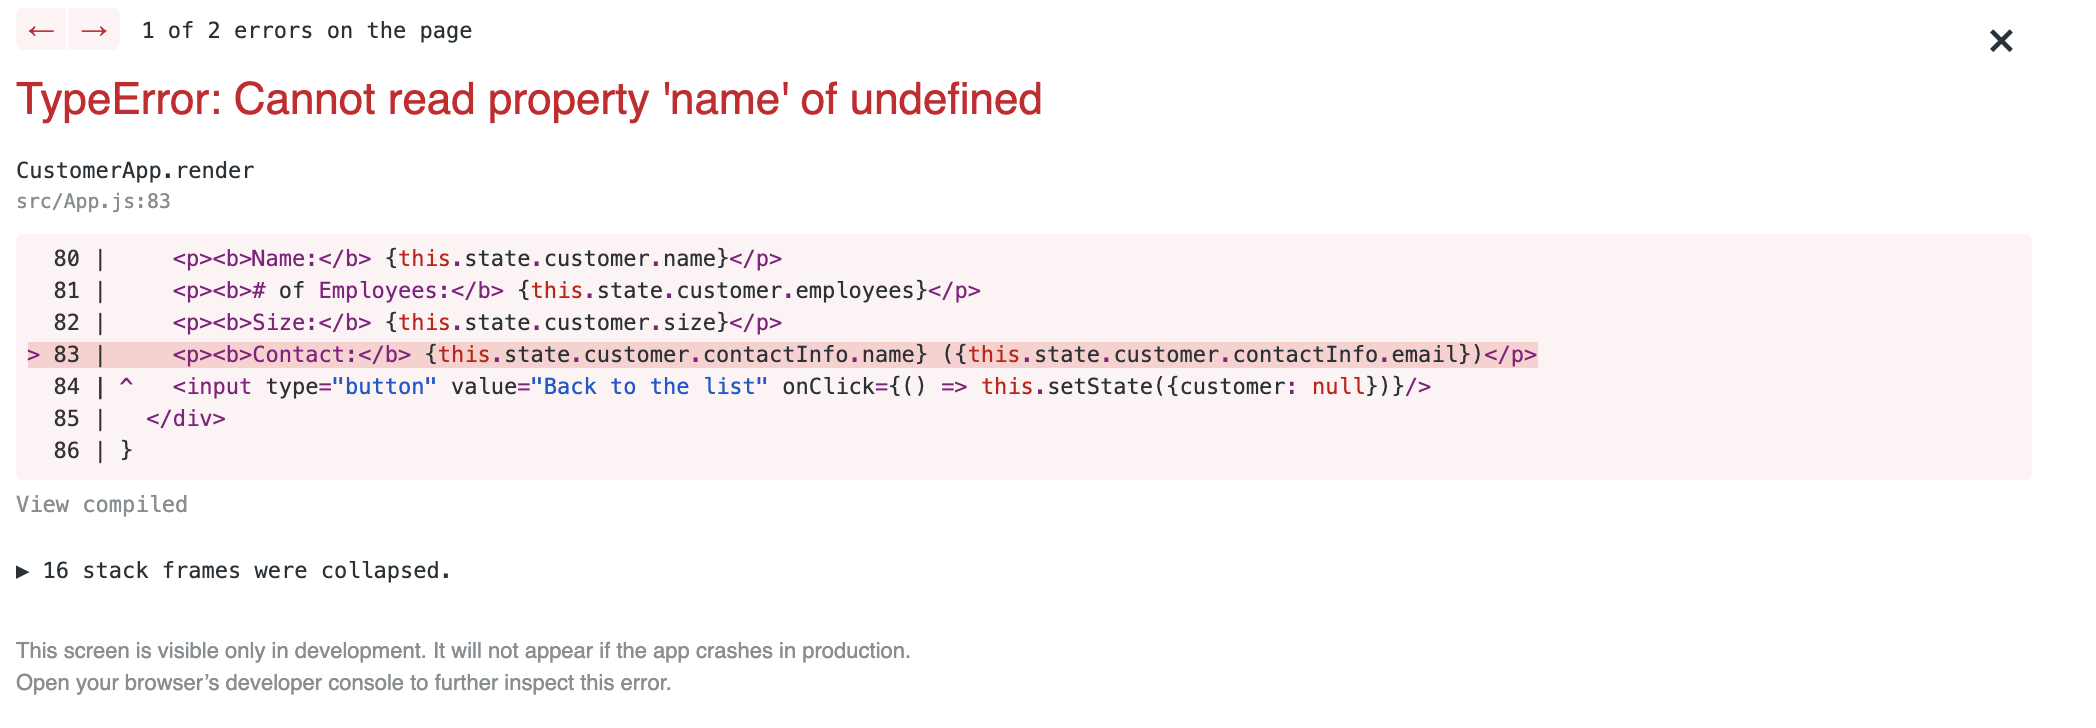 ← → 1 of 2 errors on the page ×
TypeError: Cannot read property 'name' of undefined
CustomerApp.render
src/App.js:83
  80 |     <p><b>Name:</b> {this.state.customer.name}</p>
  81 |     <p><b># of Employees:</b> {this.state.customer.employees}</p>
  82 |     <p><b>Size:</b> {this.state.customer.size}</p>
> 83 |     <p><b>Contact:</b> {this.state.customer.contactInfo.name} ({this.state.customer.contactInfo.email})</p>
  84 | ^   <input type="button" value="Back to the list" onClick={() => this.setState({customer: null})}/>
  85 |   </div>
  86 | }
View compiled
▶ 16 stack frames were collapsed.
This screen is visible only in development. It will not appear if the app crashes in production.
Open your browser’s developer console to further inspect this error.